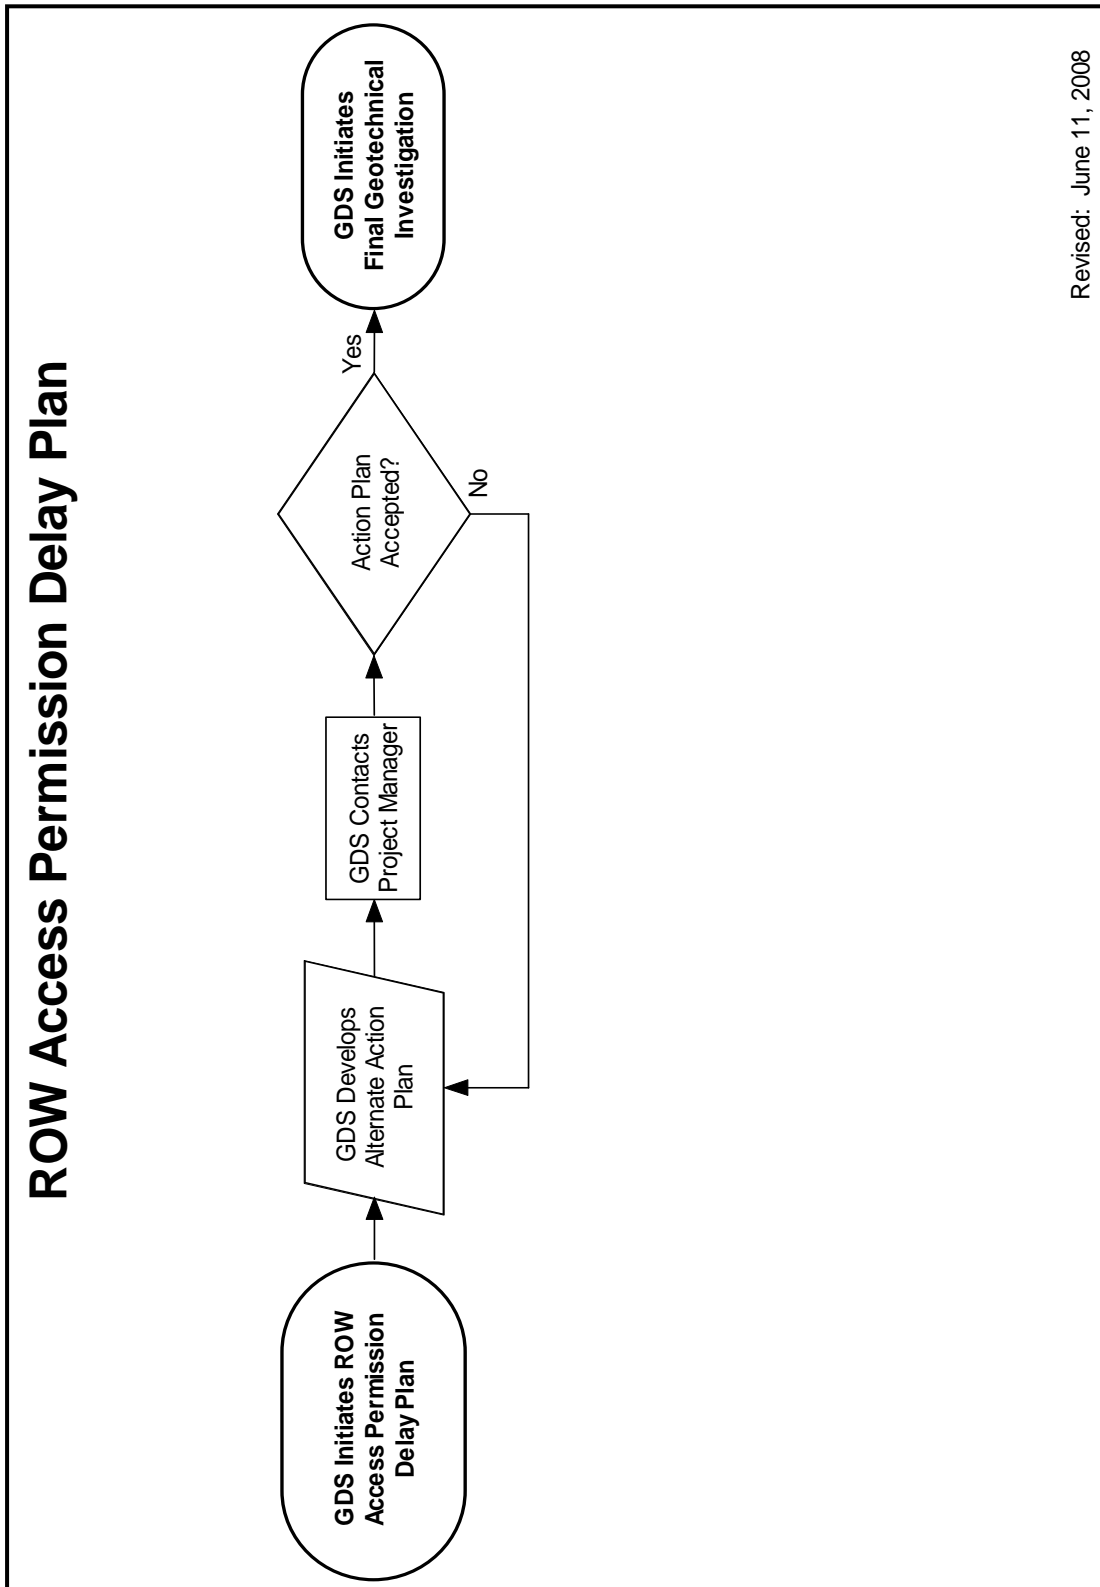 ROW Access Permission Delay Plan
GDS Initiates ROW
Access Permission
Delay Plan
GDS Develops
Alternate Action
Plan
GDS Contacts
Project Manager
Action Plan
Accepted?
Yes
No
GDS Initiates
Final Geotechnical
Investigation
Revised: June 11, 2008